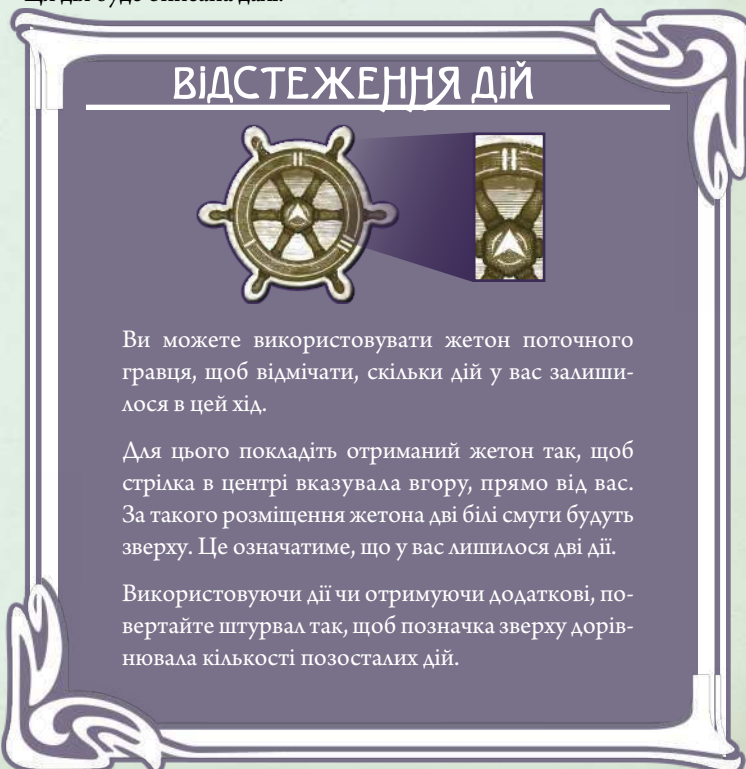 ВІДСТЕЖЕННЯ ДІЙ
Ви можете використовувати жетон поточного
гравця, щоб відмічати, скільки дій у вас залиши-
лося в цей хід.
Для цього покладіть отриманий жетон так, щоб
стрілка в центрі вказувала вгору, прямо від вас.
За такого розміщення жетона дві білі смуги будуть
зверху. Це означатиме, що у вас лишилося дві дії.
Використовуючи дії чи отримуючи додаткові, по-
вертайте штурвал так, щоб позначка зверху дорів-
нювала кількості позосталих дій.